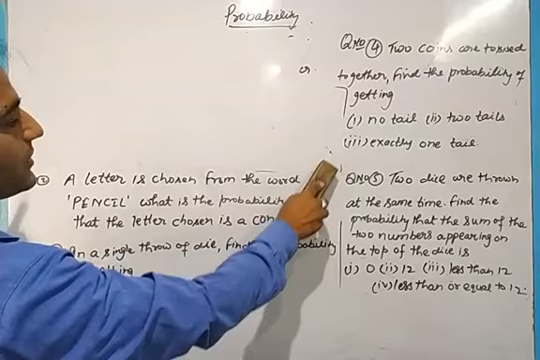 Probability
Q No ④ Two coins are tossed
or. together, find the probability of
getting
(i) no tail (ii) two tails
(iii) exactly one tail.
A letter is chosen from the word
'PENCIL' what is the probability
that the letter chosen is a con
In a single throw of die, find
Q No ⑤ Two dice are thrown
at the same time. Find the
probability that the sum of the
two numbers appearing on
the top of the dice is
(i) 0 (ii) 12 (iii) less than 12
(iv) less than or equal to 12.